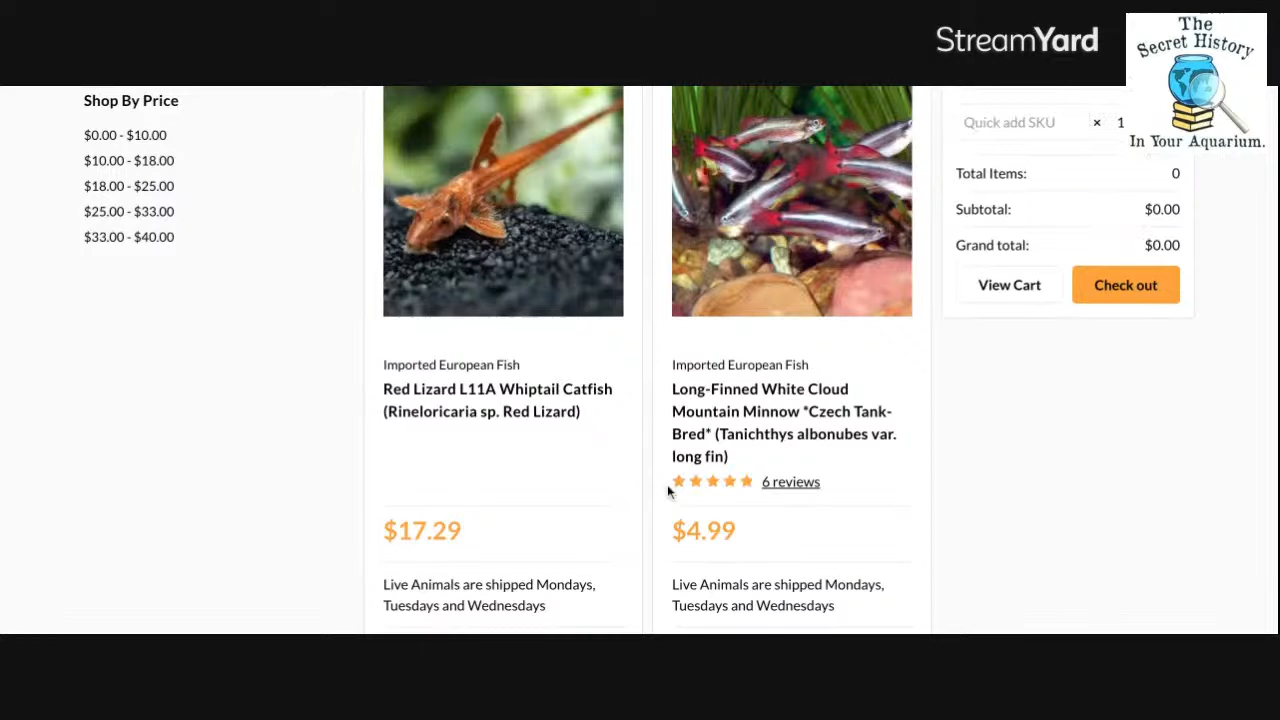 StreamYard
The
Secret History
In Your Aquarium.
Shop By Price
$0.00 - $10.00
$10.00 - $18.00
$18.00 - $25.00
$25.00 - $33.00
$33.00 - $40.00
Imported European Fish
Red Lizard L11A Whiptail Catfish
(Rineloricaria sp. Red Lizard)
$17.29
Live Animals are shipped Mondays,
Tuesdays and Wednesdays
Imported European Fish
Long-Finned White Cloud
Mountain Minnow *Czech Tank-
Bred* (Tanichthys albonubes var.
long fin)
6 reviews
$4.99
Live Animals are shipped Mondays,
Tuesdays and Wednesdays
Quick add SKU × 1
Total Items: 0
Subtotal: $0.00
Grand total: $0.00
View Cart Check out